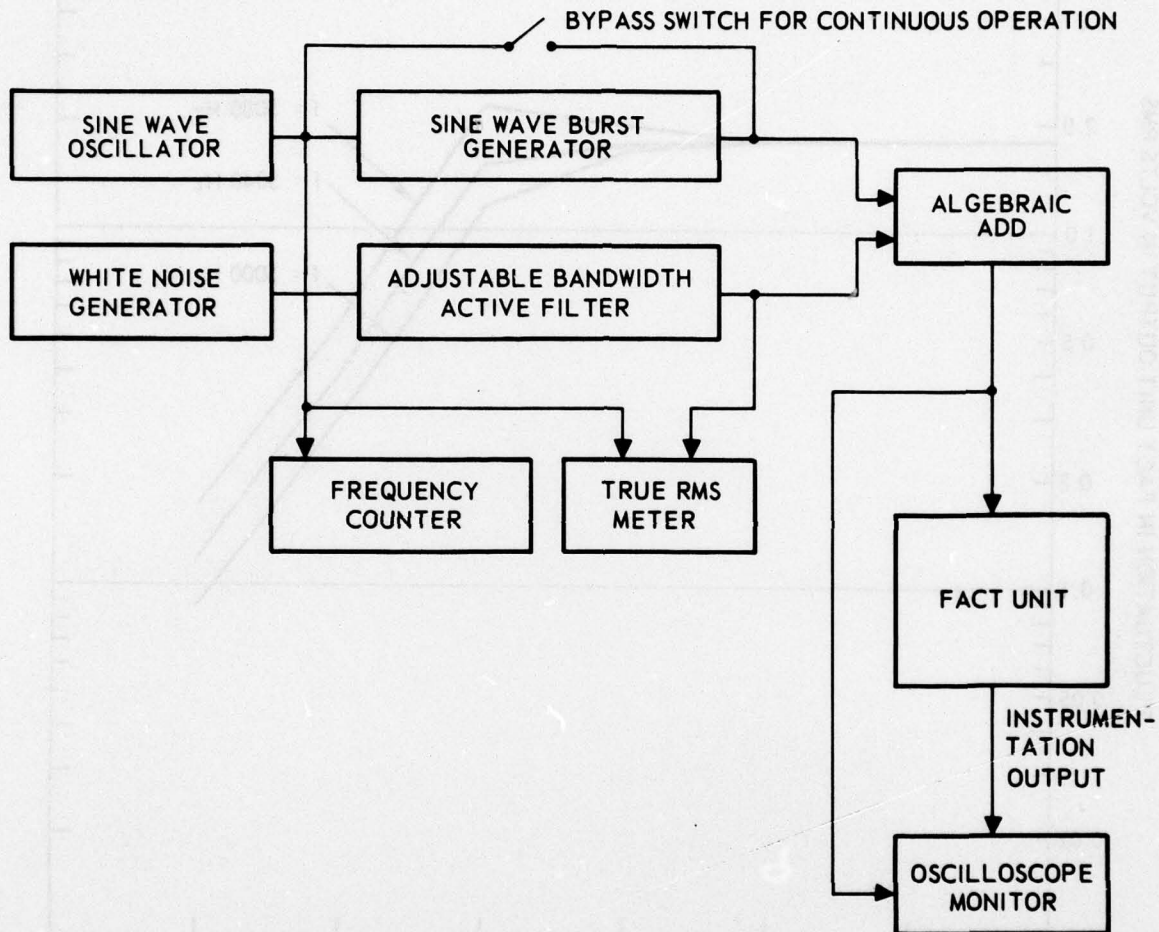 BYPASS SWITCH FOR CONTINUOUS OPERATION
SINE WAVE
OSCILLATOR
SINE WAVE BURST
GENERATOR
ALGEBRAIC
ADD
WHITE NOISE
GENERATOR
ADJUSTABLE BANDWIDTH
ACTIVE FILTER
FREQUENCY
COUNTER
TRUE RMS
METER
FACT UNIT
INSTRUMEN-
TATION
OUTPUT
OSCILLOSCOPE
MONITOR